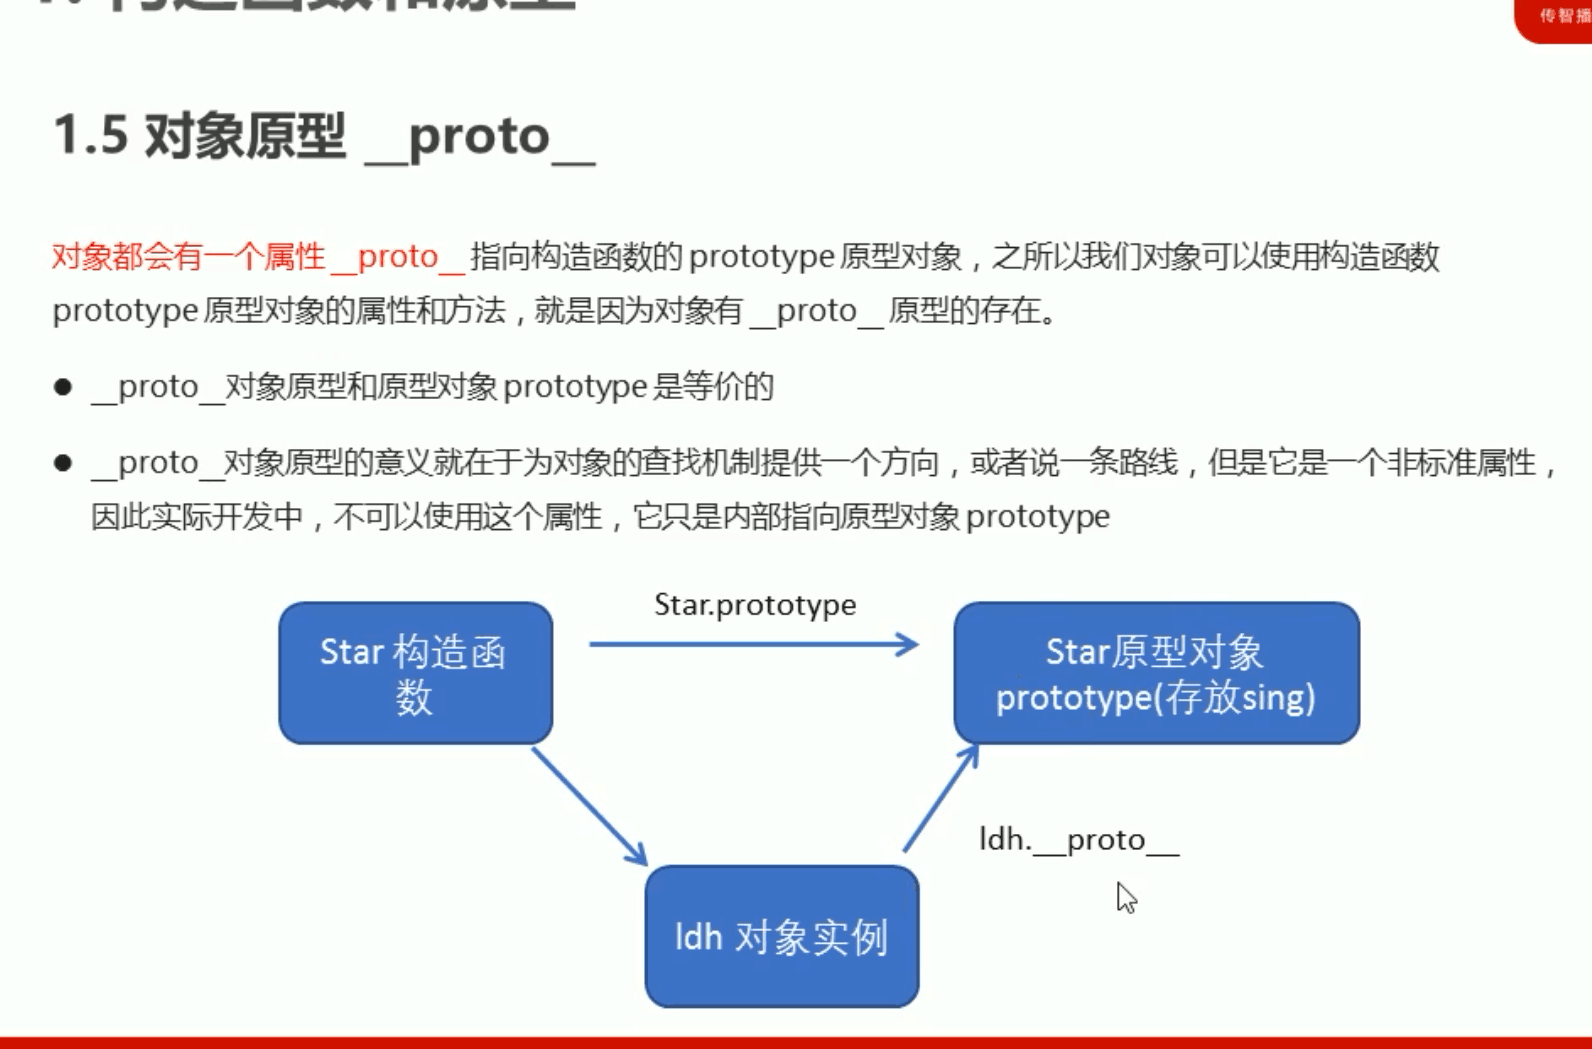 传智播
1.5 对象原型 __proto__
对象都会有一个属性 __proto__ 指向构造函数的 prototype 原型对象，之所以我们对象可以使用构造函数
prototype 原型对象的属性和方法，就是因为对象有 __proto__ 原型的存在。
● __proto__对象原型和原型对象 prototype 是等价的
● __proto__对象原型的意义就在于为对象的查找机制提供一个方向，或者说一条路线，但是它是一个非标准属性，
因此实际开发中，不可以使用这个属性，它只是内部指向原型对象 prototype
Star 构造函
数
Star.prototype
Star原型对象
prototype(存放sing)
ldh.__proto__
ldh 对象实例